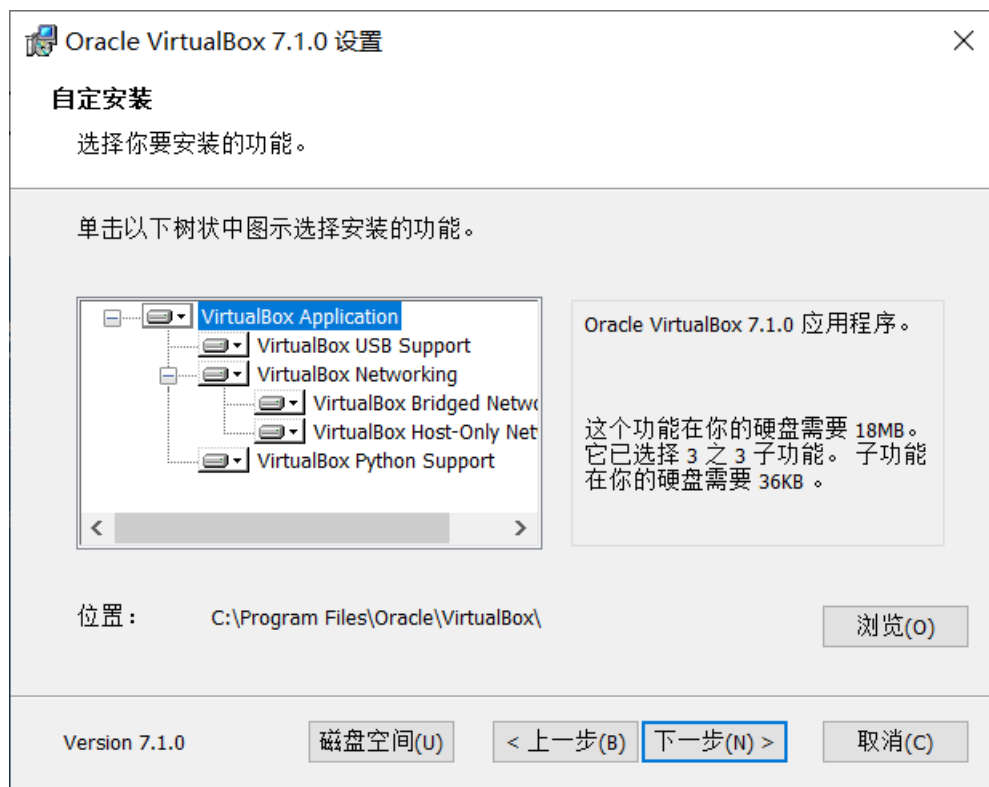 Oracle VirtualBox 7.1.0 设置
自定安装
选择你要安装的功能。
单击以下树状中图示选择安装的功能。
VirtualBox Application
VirtualBox USB Support
VirtualBox Networking
VirtualBox Bridged Netwo
VirtualBox Host-Only Net
VirtualBox Python Support
Oracle VirtualBox 7.1.0 应用程序。
这个功能在你的硬盘需要 18MB。
它已选择 3 之 3 子功能。 子功能
在你的硬盘需要 36KB 。
位置： C:\Program Files\Oracle\VirtualBox\
浏览(O)
Version 7.1.0 磁盘空间(U) < 上一步(B) 下一步(N) > 取消(C)